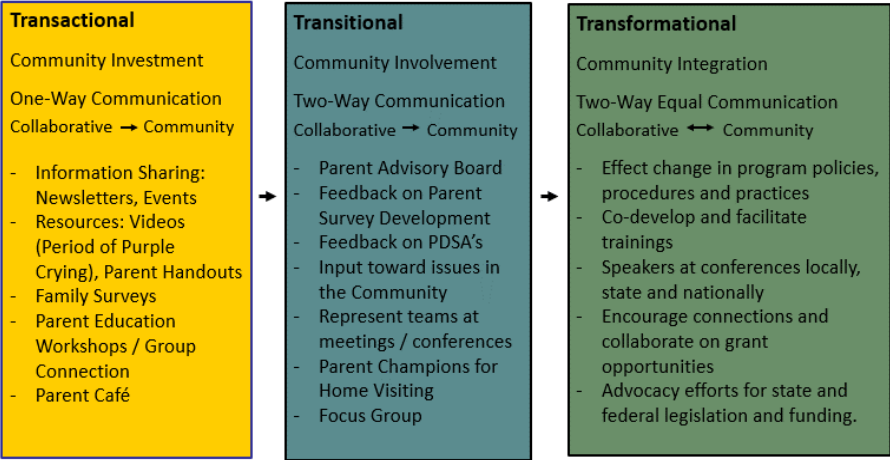 Transactional
Community Investment
One-Way Communication
Collaborative → Community
- Information Sharing:
Newsletters, Events
- Resources: Videos
(Period of Purple
Crying), Parent Handouts
- Family Surveys
- Parent Education
Workshops / Group
Connection
- Parent Café
Transitional
Community Involvement
Two-Way Communication
Collaborative → Community
- Parent Advisory Board
- Feedback on Parent
Survey Development
- Feedback on PDSA’s
- Input toward issues in
the Community
- Represent teams at
meetings / conferences
- Parent Champions for
Home Visiting
- Focus Group
Transformational
Community Integration
Two-Way Equal Communication
Collaborative ↔ Community
- Effect change in program policies,
procedures and practices
- Co-develop and facilitate
trainings
- Speakers at conferences locally,
state and nationally
- Encourage connections and
collaborate on grant
opportunities
- Advocacy efforts for state and
federal legislation and funding.